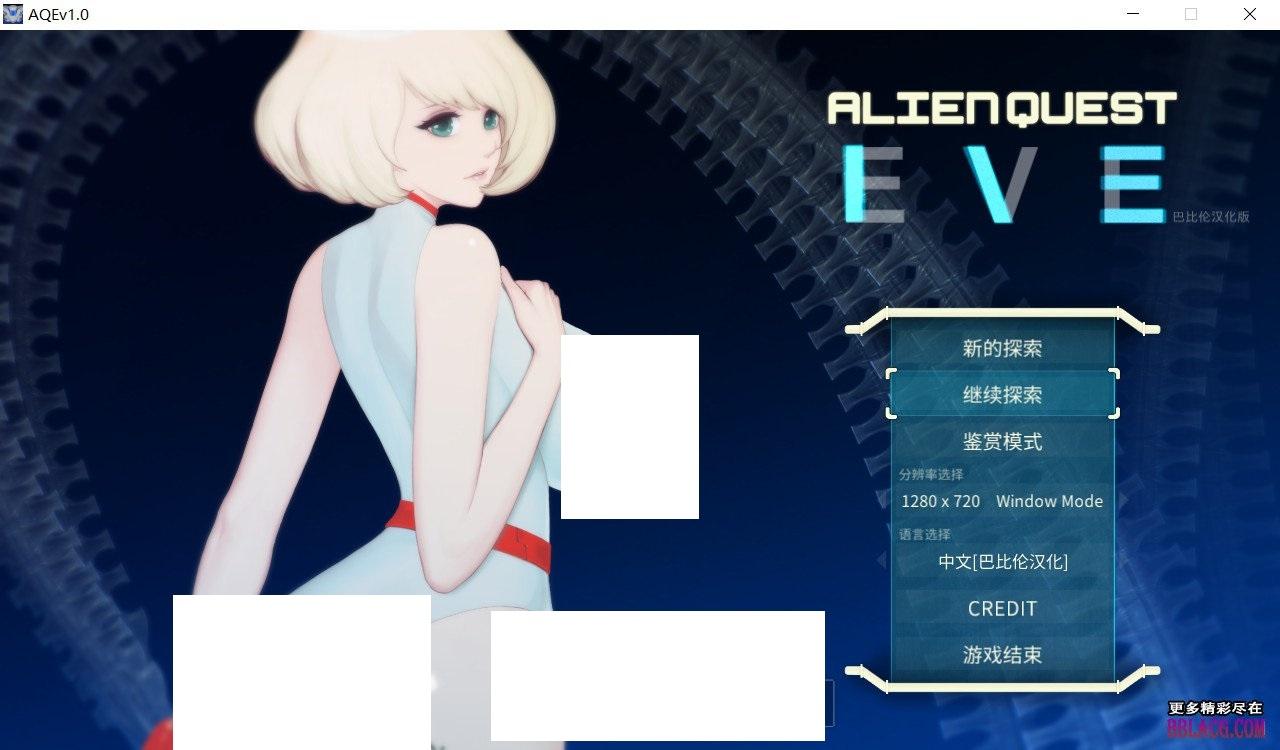 AQEv1.0
ALIEN QUEST
EVE
巴比伦汉化版
新的探索
继续探索
鉴赏模式
分辨率选择
1280 x 720 Window Mode
语言选择
中文[巴比伦汉化]
CREDIT
游戏结束
更多精彩尽在
BBLACG.COM